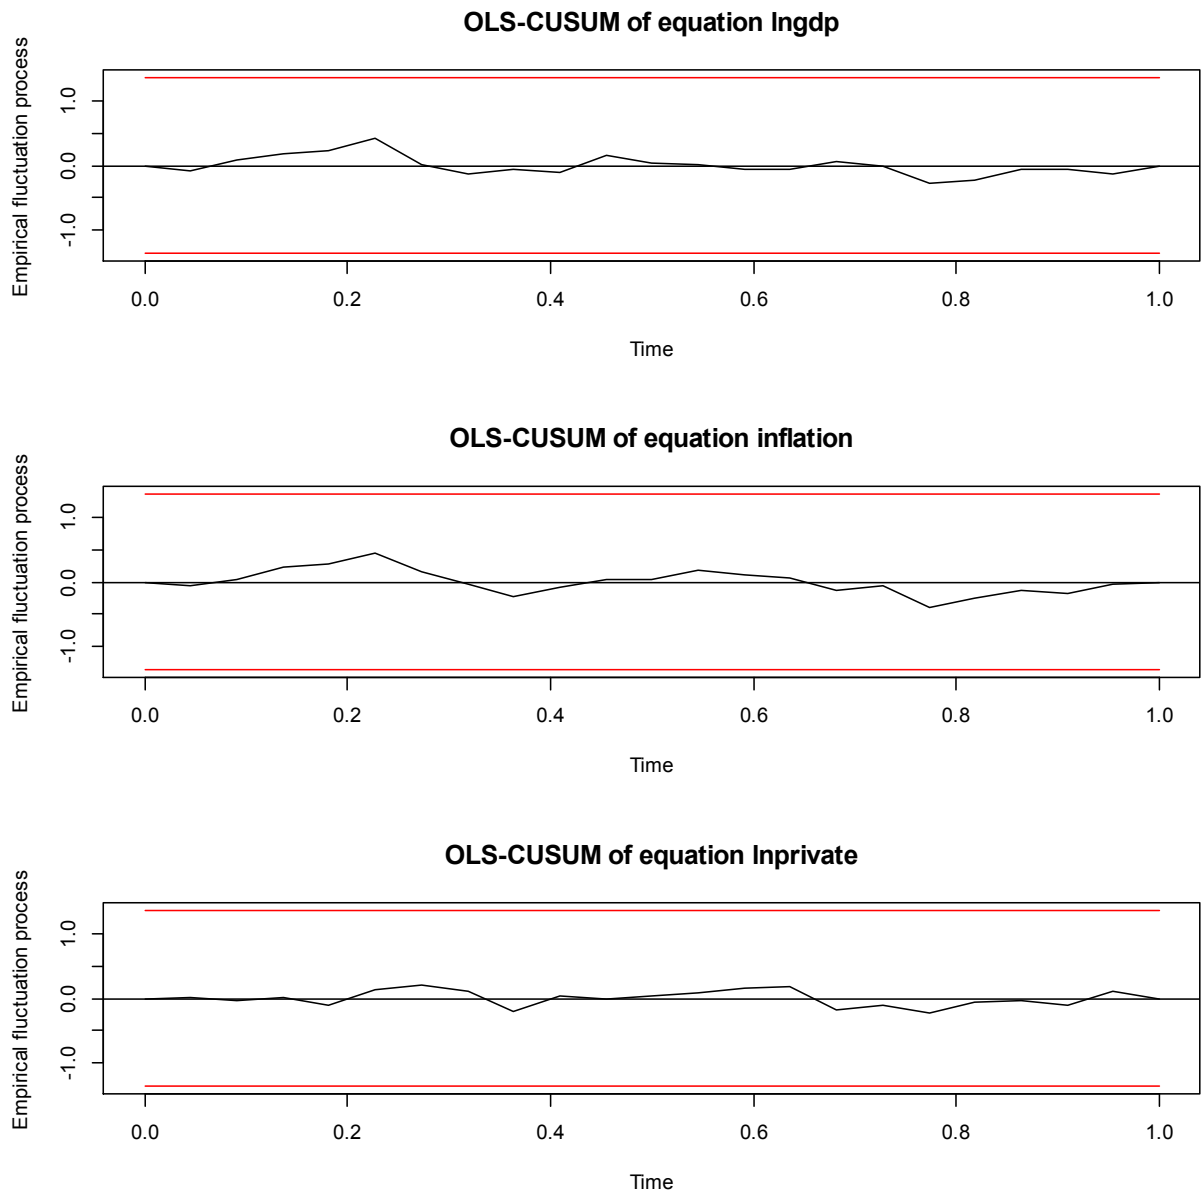 OLS-CUSUM of equation lngdp
Empirical fluctuation process
1.0
0.0
-1.0
0.0 0.2 0.4 0.6 0.8 1.0
Time
OLS-CUSUM of equation inflation
Empirical fluctuation process
1.0
0.0
-1.0
0.0 0.2 0.4 0.6 0.8 1.0
Time
OLS-CUSUM of equation lnprivate
Empirical fluctuation process
1.0
0.0
-1.0
0.0 0.2 0.4 0.6 0.8 1.0
Time